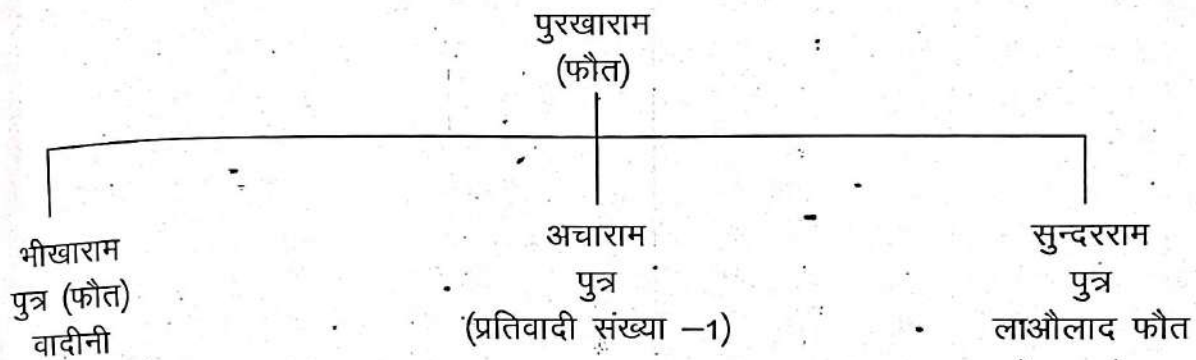 पुरखाराम
(फौत)
भीखाराम
पुत्र (फौत)
वादीनी
अचाराम
पुत्र
(प्रतिवादी संख्या –1)
सुन्दरराम
पुत्र
लाऔलाद फौत